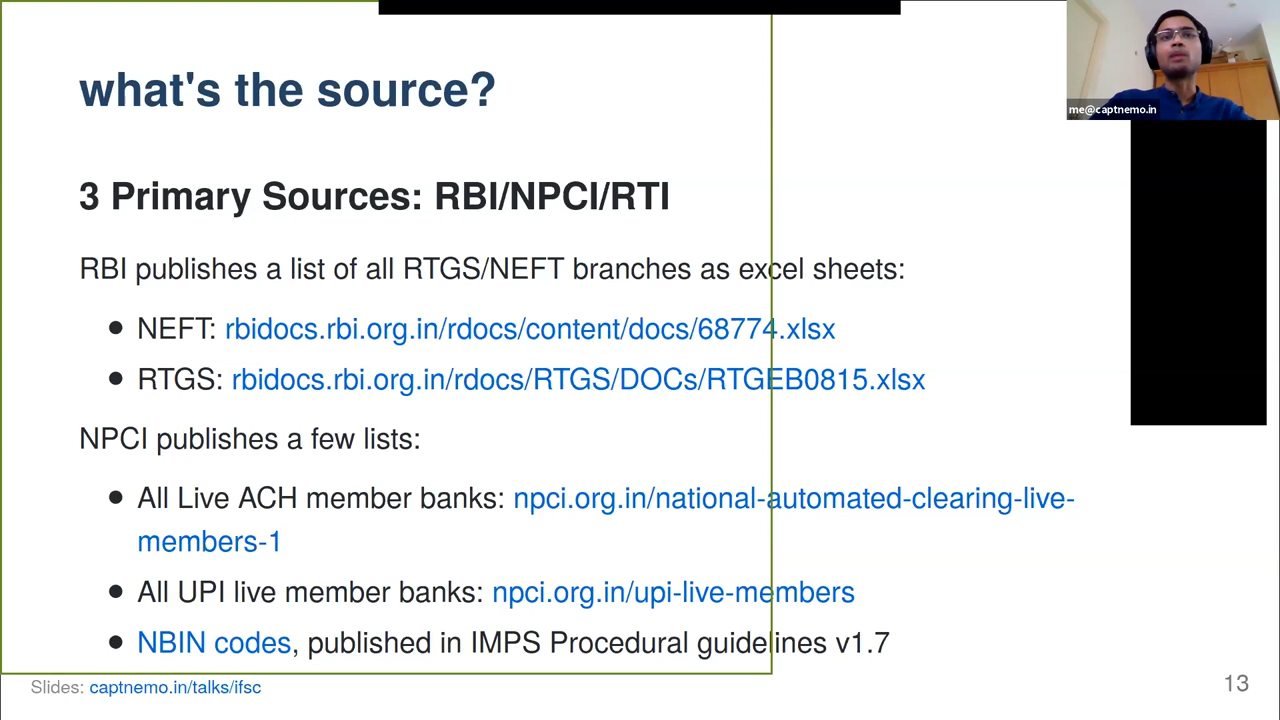 what's the source?
me@captnemo.in
3 Primary Sources: RBI/NPCI/RTI
RBI publishes a list of all RTGS/NEFT branches as excel sheets:
● NEFT: rbidocs.rbi.org.in/rdocs/content/docs/68774.xlsx
● RTGS: rbidocs.rbi.org.in/rdocs/RTGS/DOCs/RTGEB0815.xlsx
NPCI publishes a few lists:
● All Live ACH member banks: npci.org.in/national-automated-clearing-live-
members-1
● All UPI live member banks: npci.org.in/upi-live-members
● NBIN codes, published in IMPS Procedural guidelines v1.7
Slides: captnemo.in/talks/ifsc
13